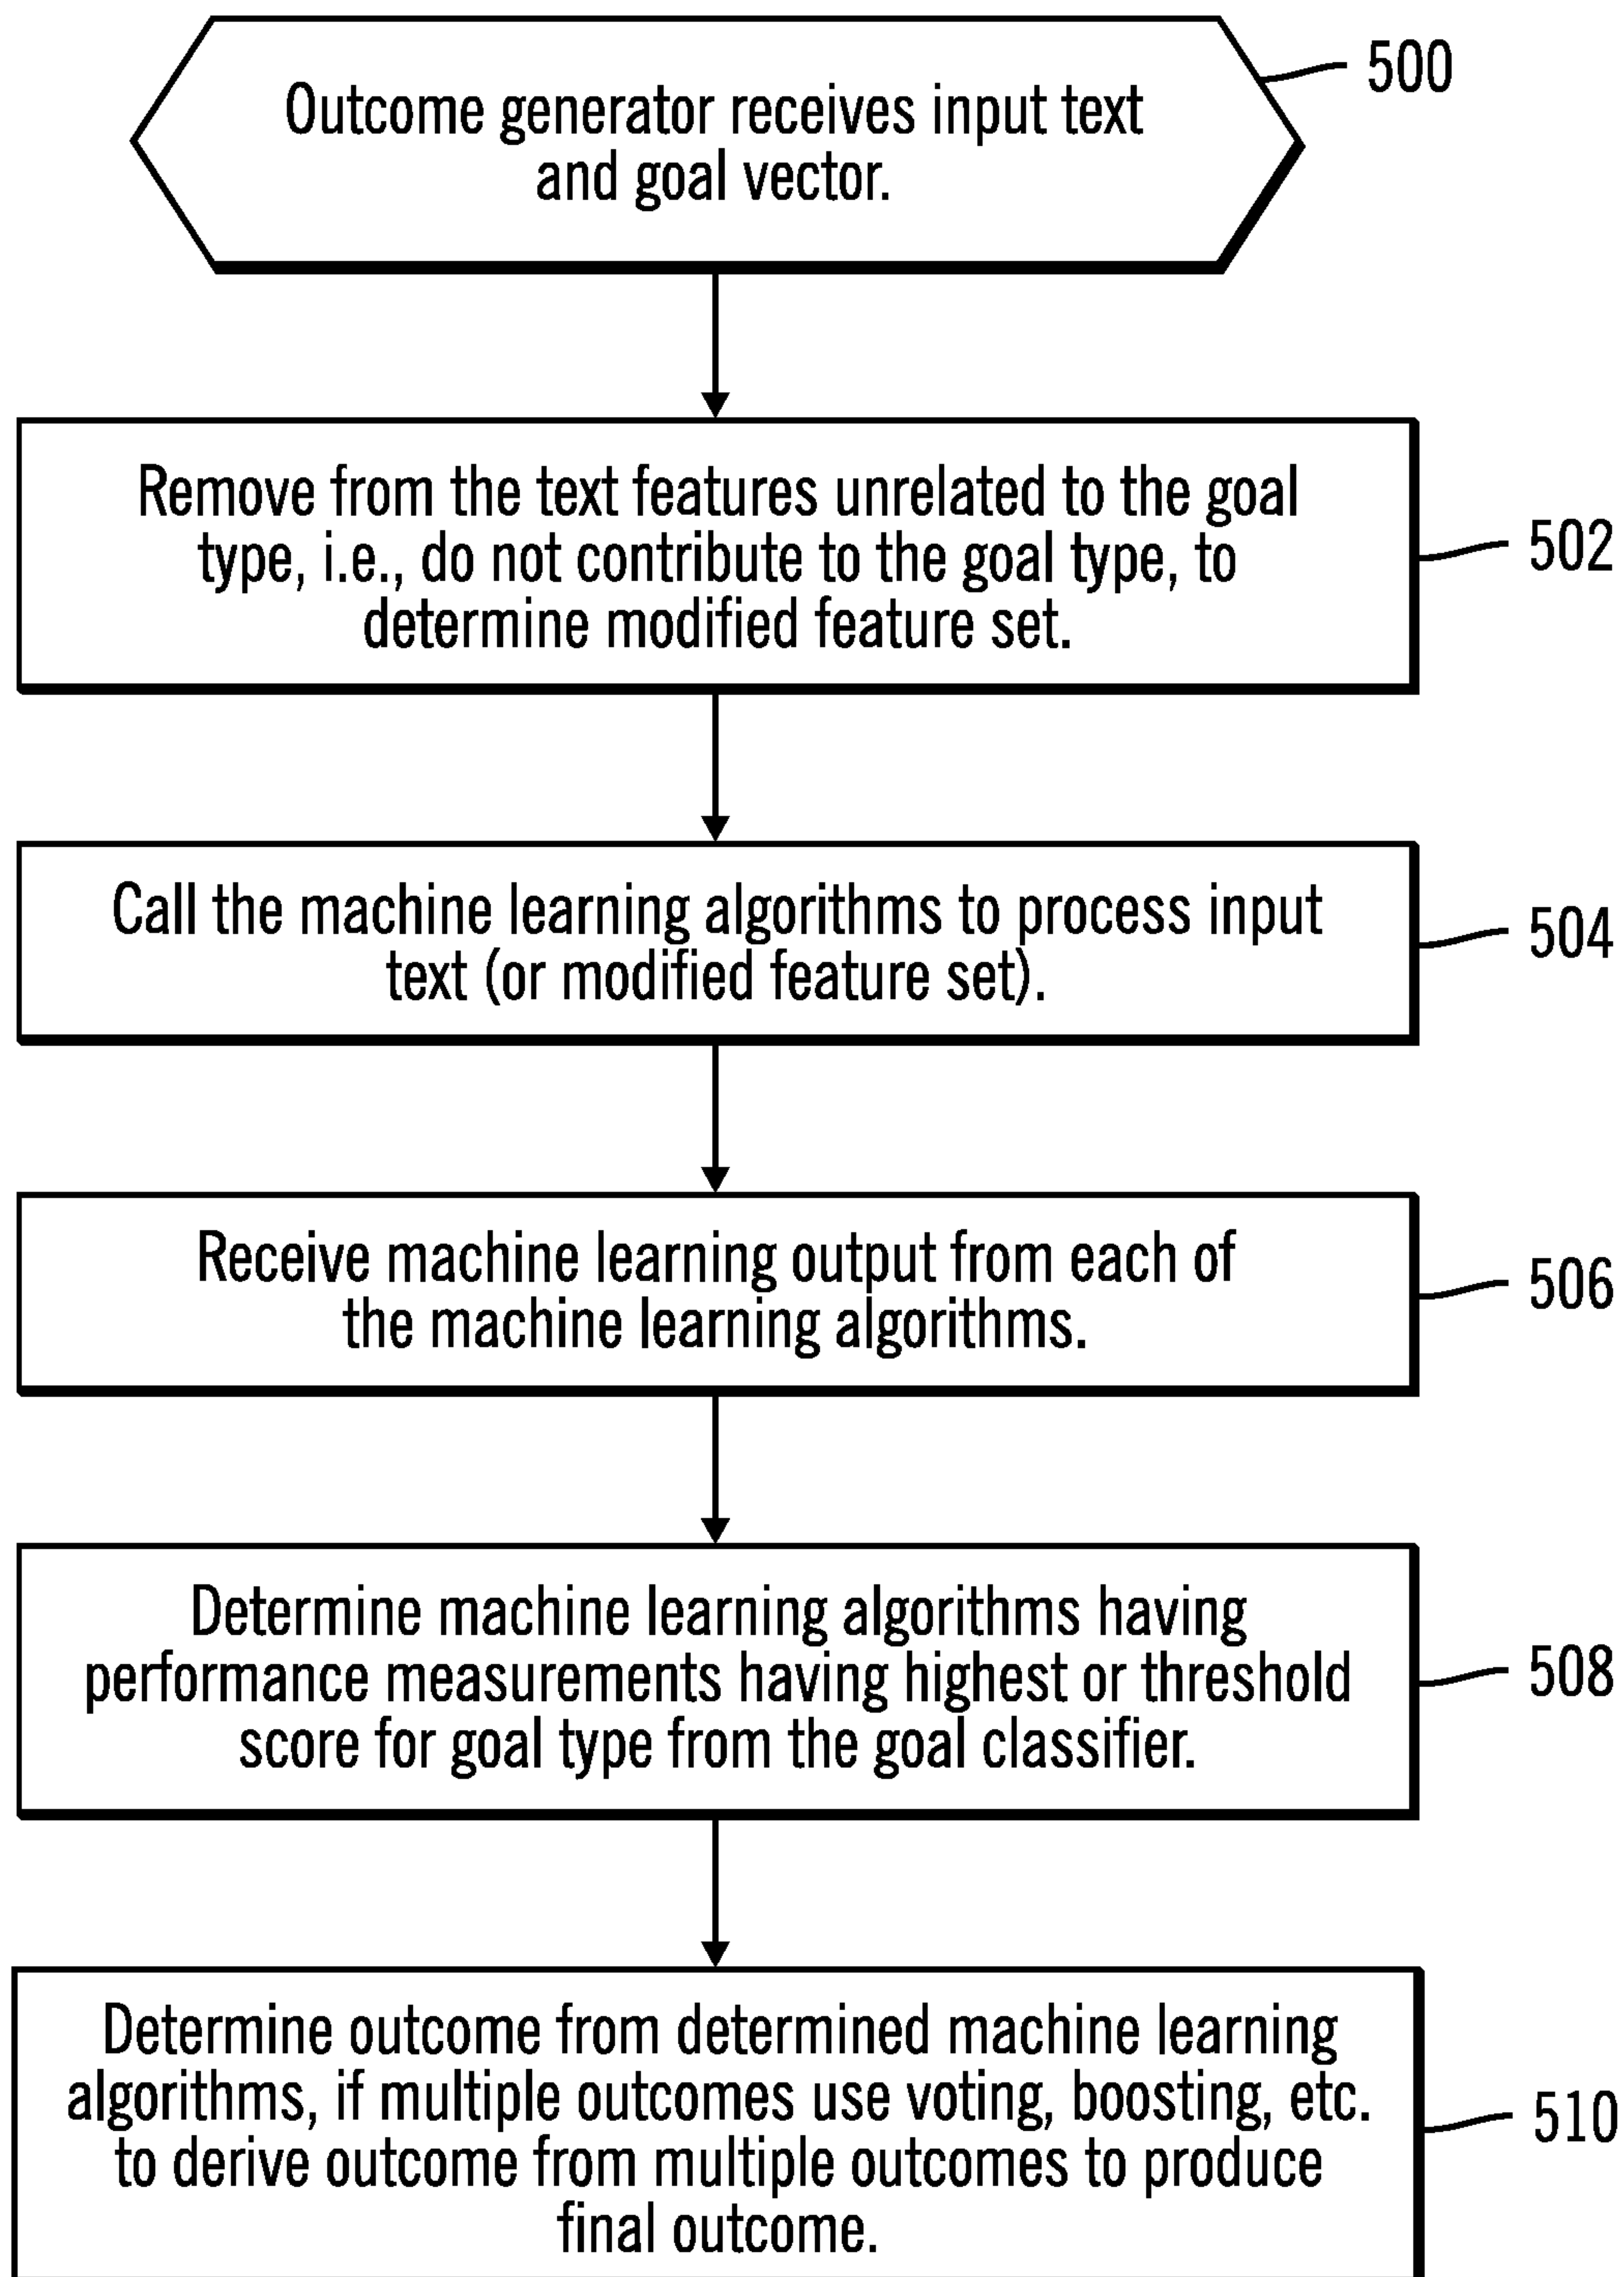 Outcome generator receives input text
and goal vector.
500
Remove from the text features unrelated to the goal
type, i.e., do not contribute to the goal type, to
determine modified feature set.
502
Call the machine learning algorithms to process input
text (or modified feature set).
504
Receive machine learning output from each of
the machine learning algorithms.
506
Determine machine learning algorithms having
performance measurements having highest or threshold
score for goal type from the goal classifier.
508
Determine outcome from determined machine learning
algorithms, if multiple outcomes use voting, boosting, etc.
to derive outcome from multiple outcomes to produce
final outcome.
510